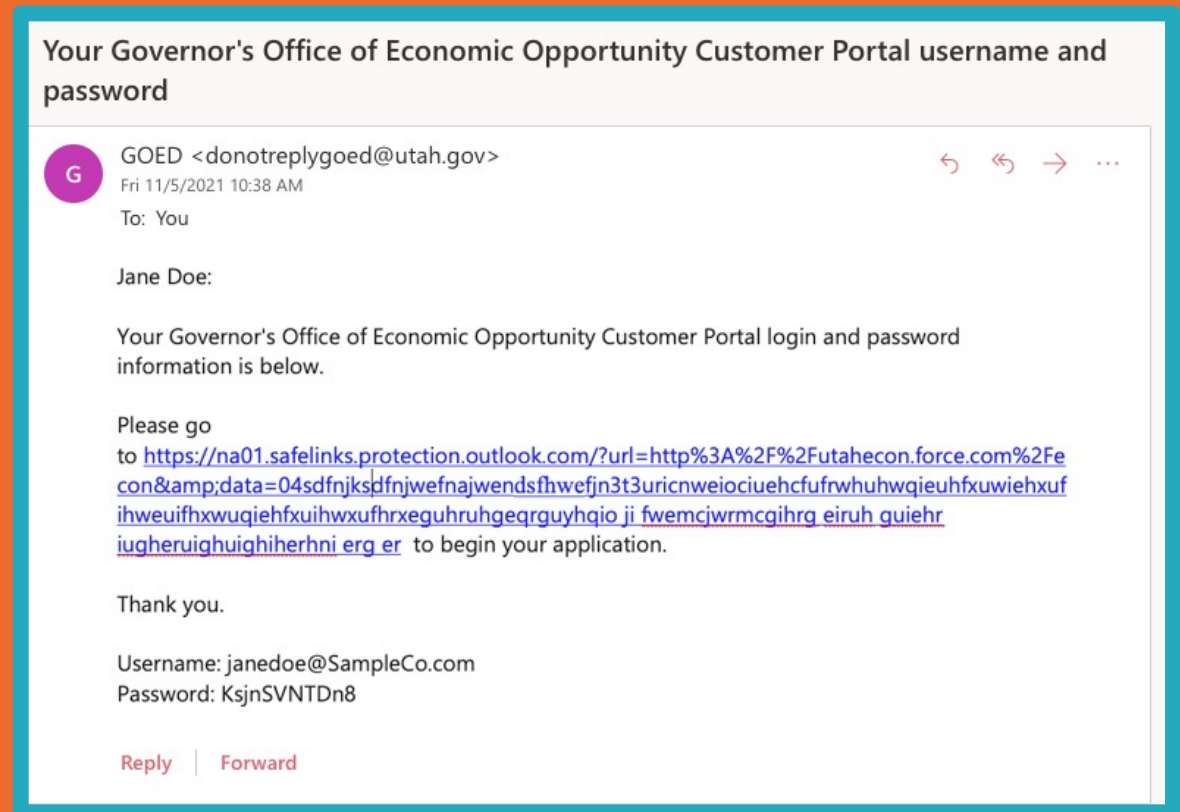 Your Governor's Office of Economic Opportunity Customer Portal username and
password
G
GOED <donotreplygoed@utah.gov>
Fri 11/5/2021 10:38 AM
To: You
Jane Doe:
Your Governor's Office of Economic Opportunity Customer Portal login and password
information is below.
Please go
to https://na01.safelinks.protection.outlook.com/?url=http%3A%2F%2Futahecon.force.com%2Fe
con&amp;data=04sdfnjksdfnjwefnajwendsfhwefjn3t3uricnweiociuehcfufrwhuhwqieuhfxuwiehxuf
ihweuifhxwuqiehfxuihwxufhrxeguhruhgeqrguyhqio ji fwemcjwrmcgihrg eiruh guiehr
iugheruighuighiherhni erg er to begin your application.
Thank you.
Username: janedoe@SampleCo.com
Password: KsjnSVNTDn8
Reply | Forward